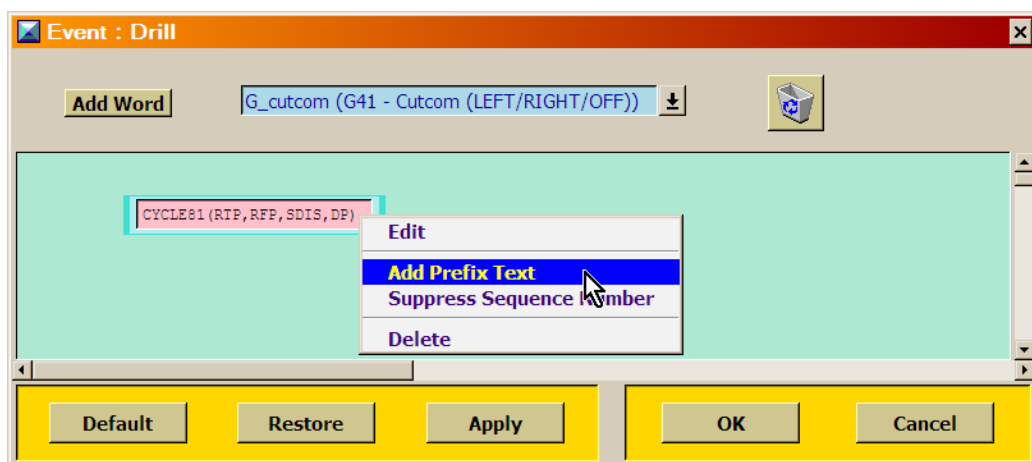 Event : Drill
Add Word
G_cutcom (G41 - Cutcom (LEFT/RIGHT/OFF))
CYCLE81(RTP,RFP,SDIS,DP)
Edit
Add Prefix Text
Suppress Sequence Number
Delete
Default Restore Apply OK Cancel